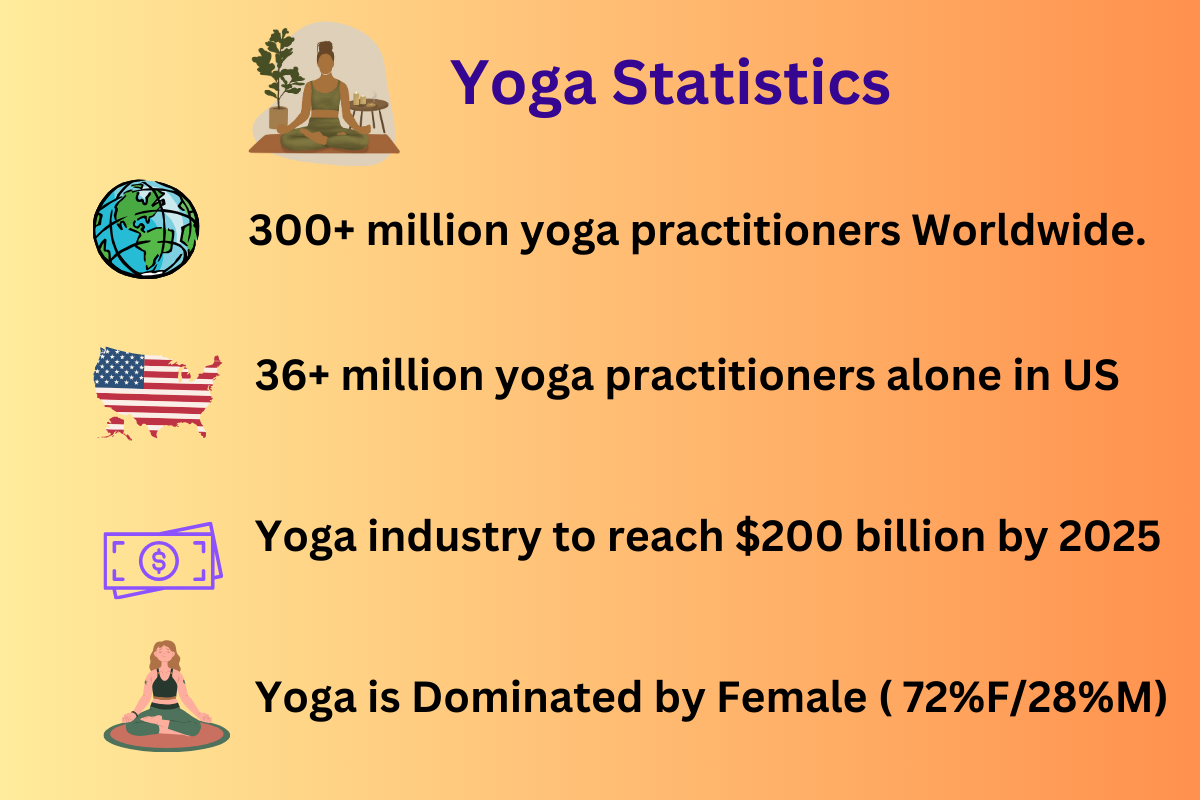 Yoga Statistics
300+ million yoga practitioners Worldwide.
36+ million yoga practitioners alone in US
Yoga industry to reach $200 billion by 2025
Yoga is Dominated by Female ( 72%F/28%M)